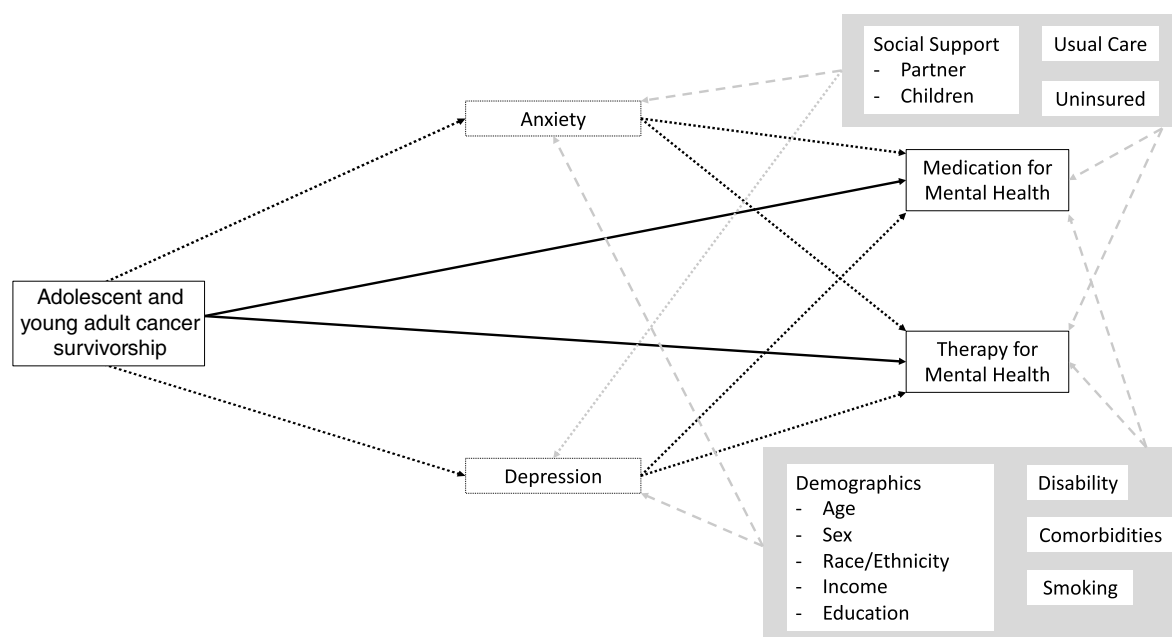 Social Support
- Partner
- Children
Usual Care
Uninsured
Anxiety
Medication for
Mental Health
Adolescent and
young adult cancer
survivorship
Therapy for
Mental Health
Depression
Demographics
- Age
- Sex
- Race/Ethnicity
- Income
- Education
Disability
Comorbidities
Smoking